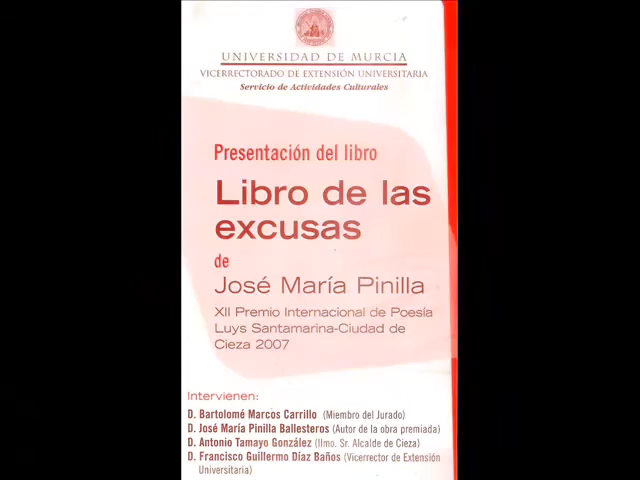 UNIVERSIDAD DE MURCIA
VICERRECTORADO DE EXTENSIÓN UNIVERSITARIA
Servicio de Actividades Culturales
Presentación del libro
Libro de las
excusas
de
José María Pinilla
XII Premio Internacional de Poesía
Luys Santamarina-Ciudad de
Cieza 2007
Intervienen:
D. Bartolomé Marcos Carrillo (Miembro del Jurado)
D. José María Pinilla Ballesteros (Autor de la obra premiada)
D. Antonio Tamayo González (Ilmo. Sr. Alcalde de Cieza)
D. Francisco Guillermo Díaz Baños (Vicerrector de Extensión
Universitaria)